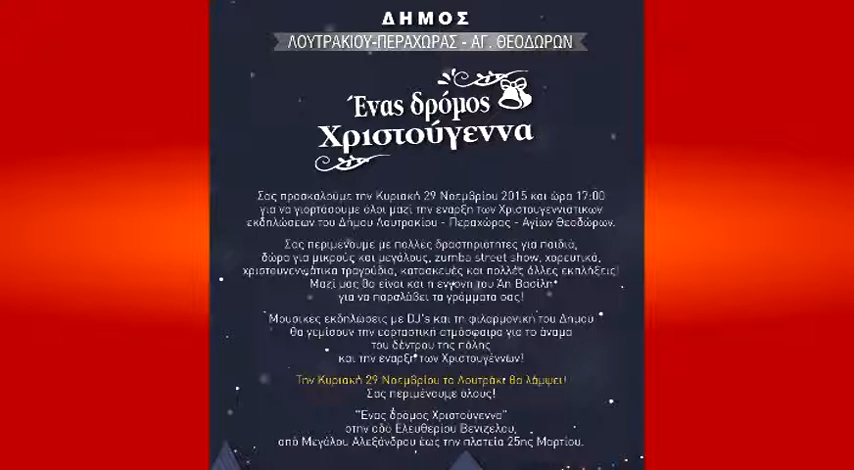 ΔΗΜΟΣ
ΛΟΥΤΡΑΚΙΟΥ-ΠΕΡΑΧΩΡΑΣ - ΑΓ. ΘΕΟΔΩΡΩΝ
Ένας δρόμος
Χριστούγεννα
Σας προσκαλούμε την Κυριακή 29 Νοεμβρίου 2015 και ώρα 17:00
για να γιορτάσουμε όλοι μαζί την έναρξη των Χριστουγεννιάτικων
εκδηλώσεων του Δήμου Λουτρακίου - Περαχώρας - Αγίων Θεοδώρων.
Σας περιμένουμε με πολλές δραστηριότητες για παιδιά,
δώρα για μικρούς και μεγάλους, zumba street show, χορευτικά,
χριστουγεννιάτικα τραγούδια, κατασκευές και πολλές άλλες εκπλήξεις!
Μαζί μας θα είναι και η εγγονή του Άη Βασίλη
για να παραλάβει τα γράμματα σας!
Μουσικές εκδηλώσεις με DJ's και τη φιλαρμονική του Δήμου
θα γεμίσουν την εορταστική ατμόσφαιρα για το άναμα
του δέντρου της πόλης
και την έναρξη των Χριστουγέννων!
Την Κυριακή 29 Νοεμβρίου το Λουτράκι θα λάμψει!
Σας περιμένουμε όλους!
"Ένας δρόμος Χριστούγεννα"
στην οδό Ελευθερίου Βενιζέλου,
από Μεγάλου Αλεξάνδρου έως την πλατεία 25ης Μαρτίου.